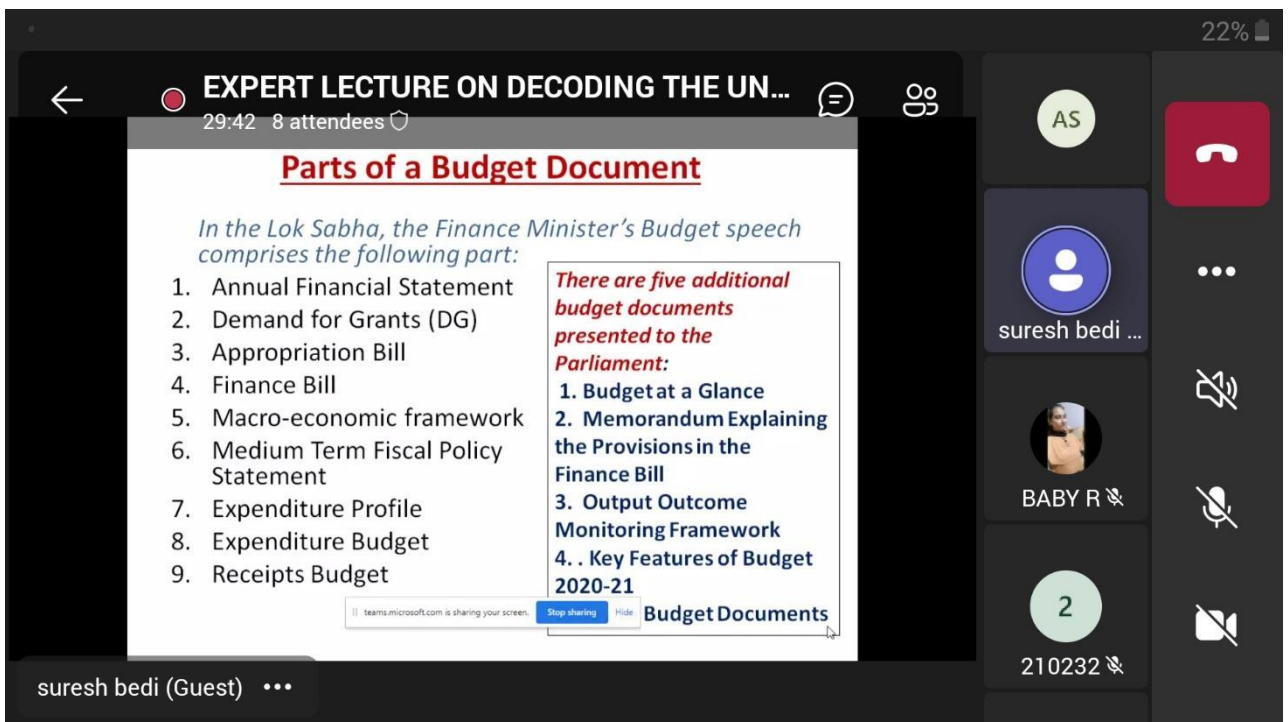 22%
EXPERT LECTURE ON DECODING THE UN...
29:42 8 attendees
Parts of a Budget Document
In the Lok Sabha, the Finance Minister's Budget speech
comprises the following part:
1. Annual Financial Statement
2. Demand for Grants (DG)
3. Appropriation Bill
4. Finance Bill
5. Macro-economic framework
6. Medium Term Fiscal Policy
Statement
7. Expenditure Profile
8. Expenditure Budget
9. Receipts Budget
There are five additional
budget documents
presented to the
Parliament:
1. Budget at a Glance
2. Memorandum Explaining
the Provisions in the
Finance Bill
3. Output Outcome
Monitoring Framework
4. . Key Features of Budget
2020-21
Budget Documents
teams.microsoft.com is sharing your screen. Stop sharing Hide
AS
suresh bedi ...
BABY R
2
210232
suresh bedi (Guest) •••